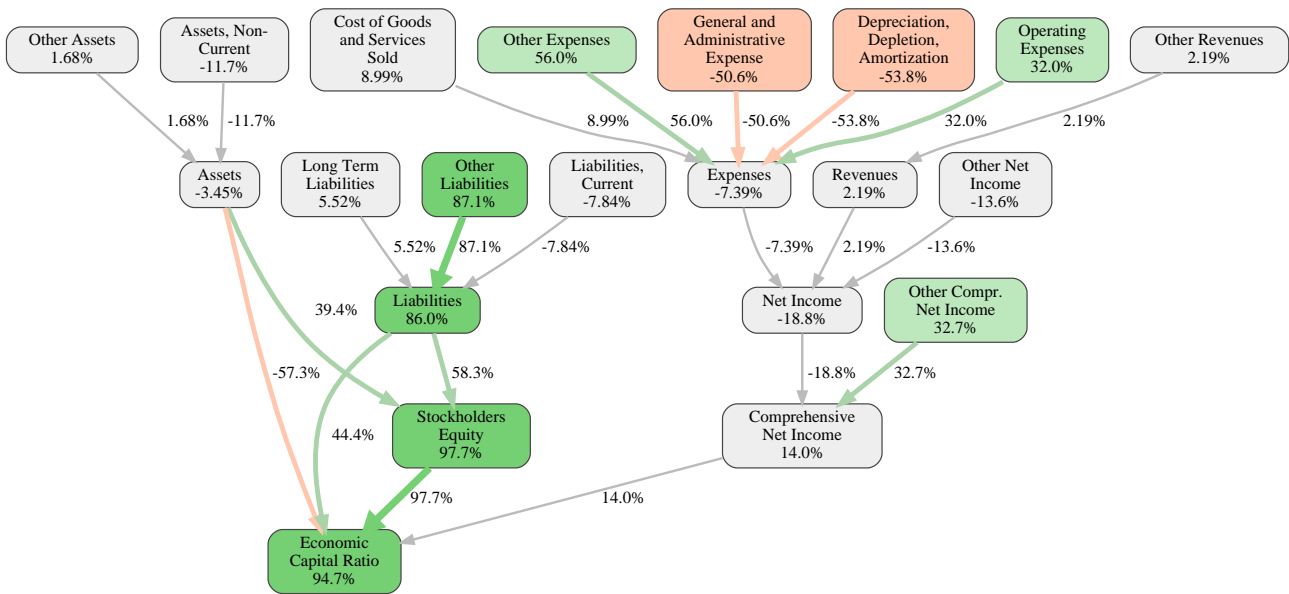 Other Assets
1.68%
Assets, Non-
Current
-11.7%
Cost of Goods
and Services
Sold
8.99%
Other Expenses
56.0%
General and
Administrative
Expense
-50.6%
Depreciation,
Depletion,
Amortization
-53.8%
Operating
Expenses
32.0%
Other Revenues
2.19%
1.68%
-11.7%
8.99%
56.0%
-50.6%
-53.8%
32.0%
2.19%
Assets
-3.45%
Long Term
Liabilities
5.52%
Other
Liabilities
87.1%
Liabilities,
Current
-7.84%
Expenses
-7.39%
Revenues
2.19%
Other Net
Income
-13.6%
5.52%
87.1%
-7.84%
-7.39%
2.19%
-13.6%
39.4%
Liabilities
86.0%
Net Income
-18.8%
Other Compr.
Net Income
32.7%
-57.3%
58.3%
-18.8%
32.7%
44.4%
Stockholders
Equity
97.7%
Comprehensive
Net Income
14.0%
97.7%
14.0%
Economic
Capital Ratio
94.7%